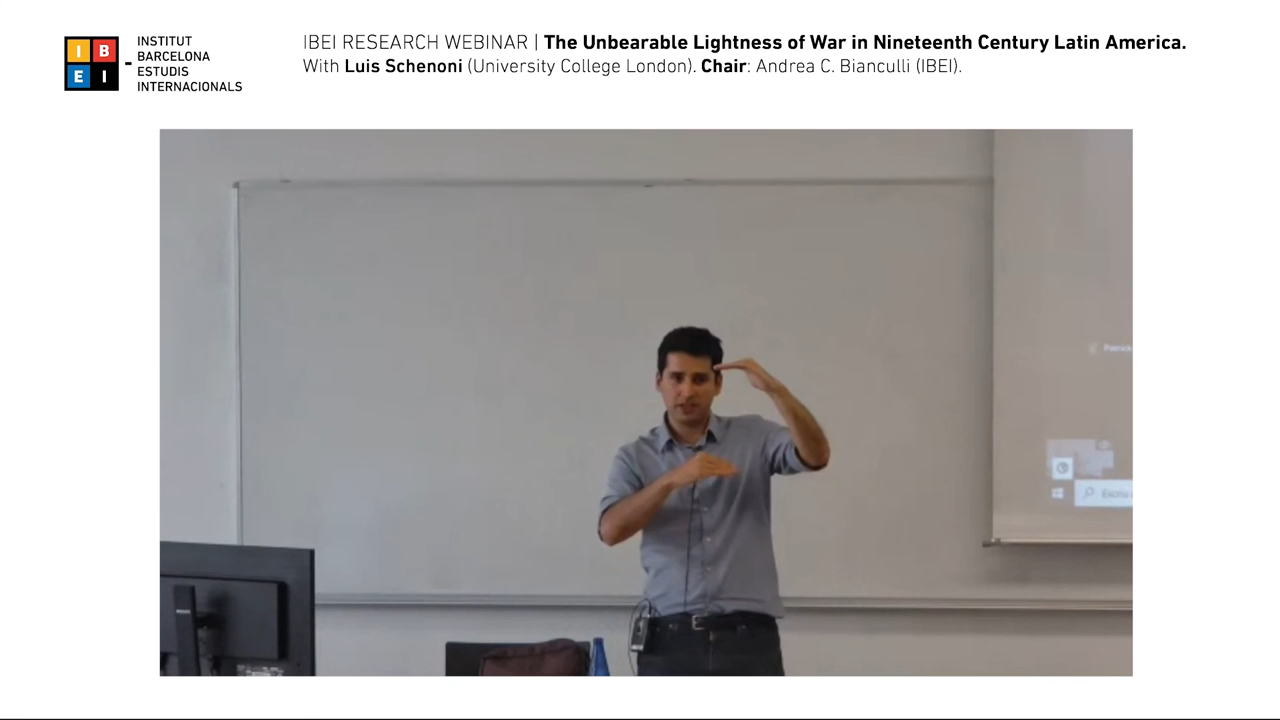 I B
E I
INSTITUT
BARCELONA
ESTUDIS
INTERNACIONALS
IBEI RESEARCH WEBINAR | The Unbearable Lightness of War in Nineteenth Century Latin America.
With Luis Schenoni (University College London). Chair: Andrea C. Bianculli (IBEI).
Patrick